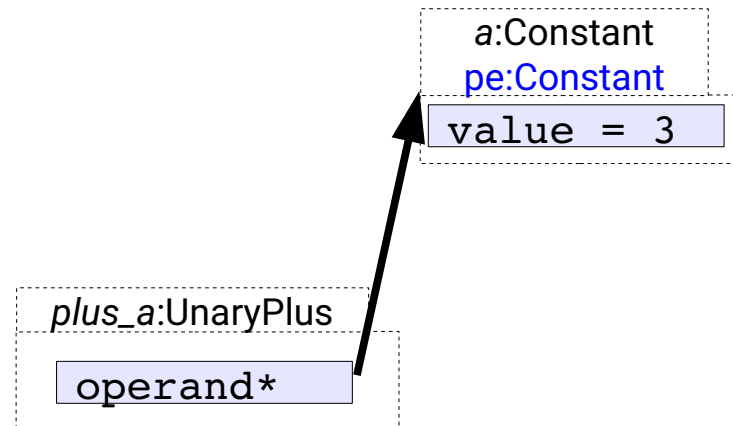 a:Constant
pe:Constant
value = 3
plus_a:UnaryPlus
operand*